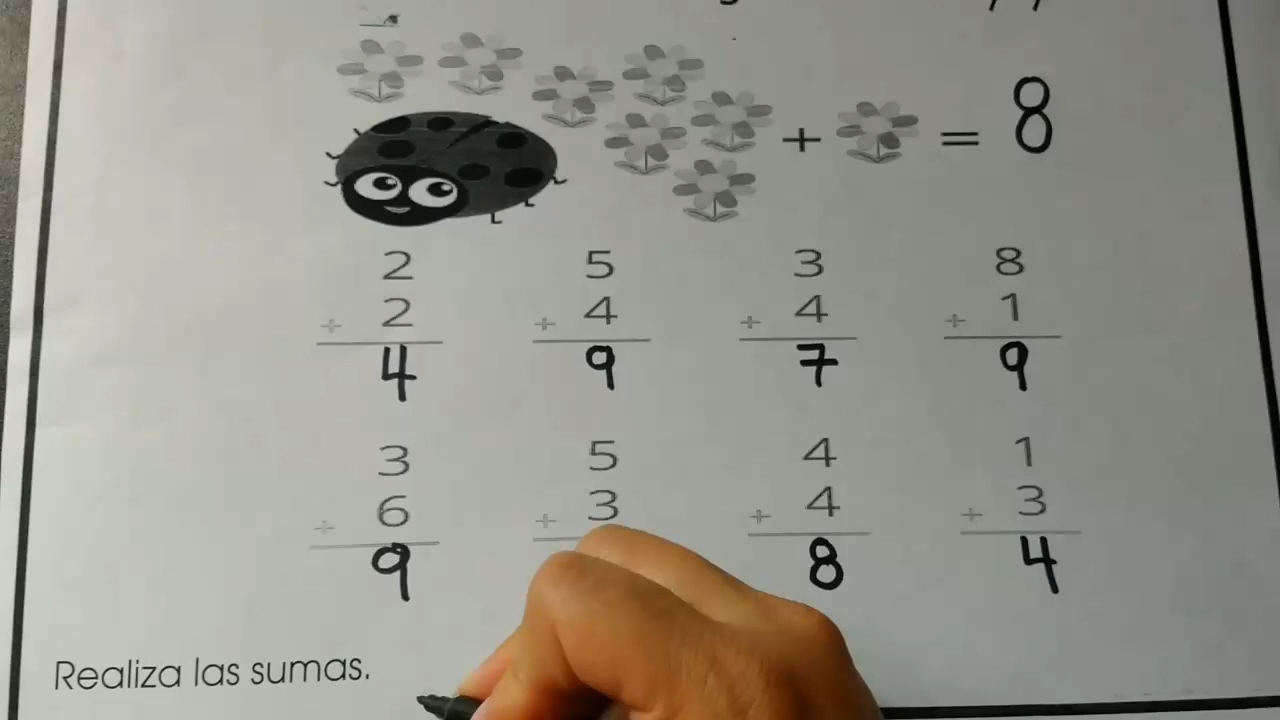 + = 8
2 5 3 8
+ 2 + 4 + 4 + 1
4 9 7 9
3 5 4 1
+ 6 + 3 + 4 + 3
9 8 4
Realiza las sumas.